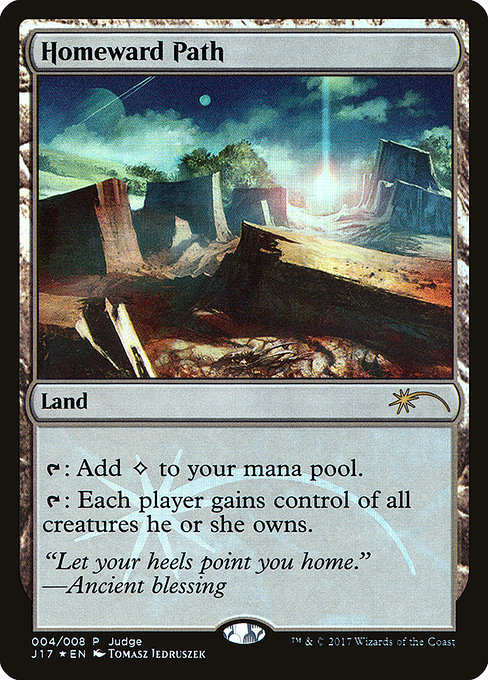 Homeward Path
Land
: Add to your mana pool.
: Each player gains control of all
creatures he or she owns.
“Let your heels point you home.”
—Ancient blessing
004/008 P Judge
J17 ★ EN Tomasz Jedruszek
™ & © 2017 Wizards of the Coast